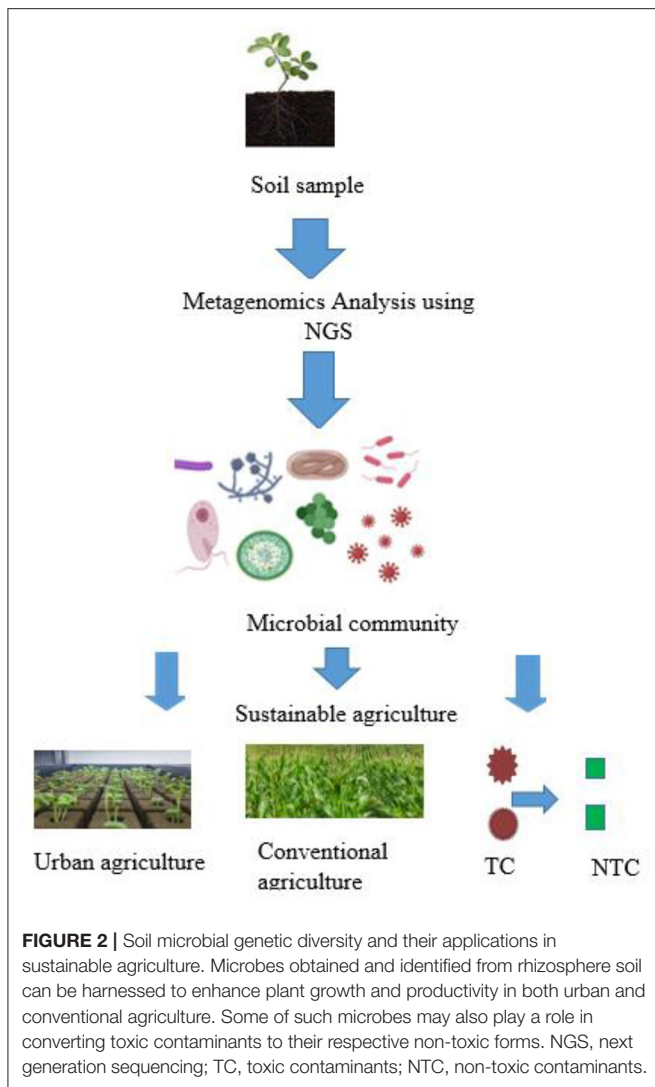 Soil sample
Metagenomics Analysis using
NGS
Microbial community
Sustainable agriculture
Urban agriculture
Conventional
agriculture
TC
NTC
FIGURE 2 | Soil microbial genetic diversity and their applications in
sustainable agriculture. Microbes obtained and identified from rhizosphere soil
can be harnessed to enhance plant growth and productivity in both urban and
conventional agriculture. Some of such microbes may also play a role in
converting toxic contaminants to their respective non-toxic forms. NGS, next
generation sequencing; TC, toxic contaminants; NTC, non-toxic contaminants.